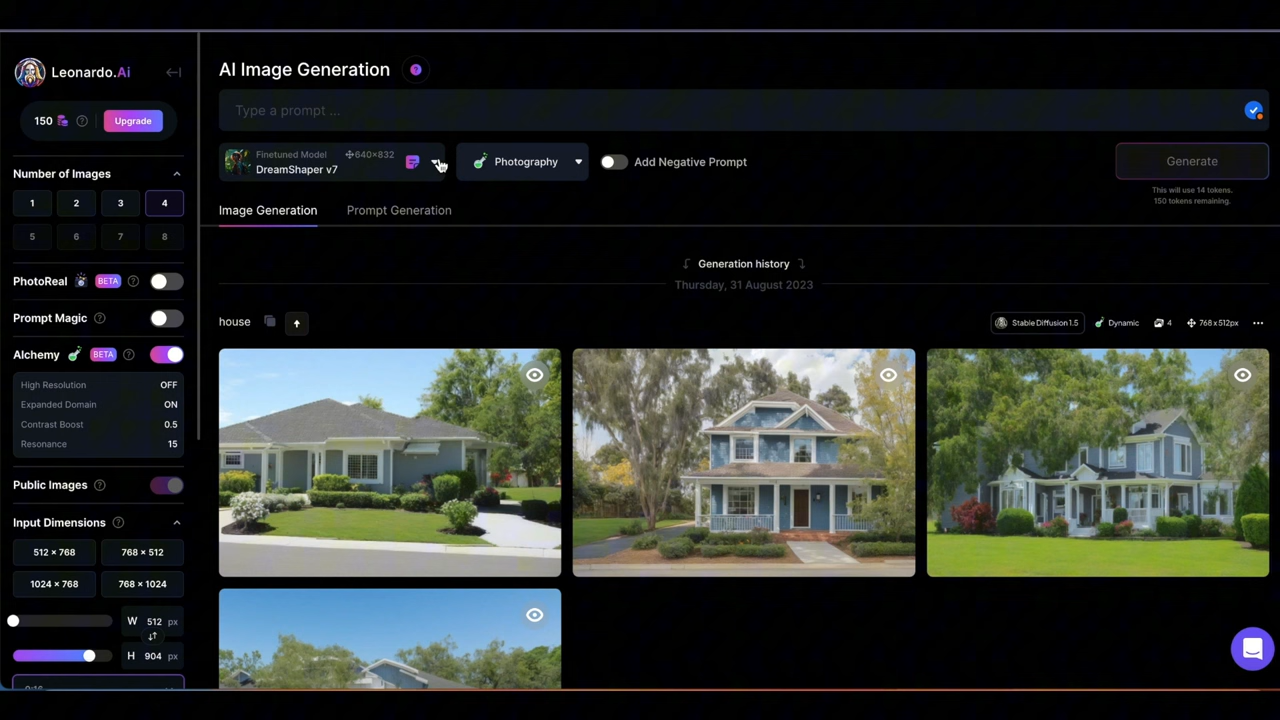 Leonardo.Ai
150
Upgrade
Number of Images
1 2 3 4
5 6 7 8
PhotoReal BETA
Prompt Magic
Alchemy BETA
High Resolution OFF
Expanded Domain ON
Contrast Boost 0.5
Resonance 15
Public Images
Input Dimensions
512 × 768 768 × 512
1024 × 768 768 × 1024
W 512 px
H 904 px
9:16
AI Image Generation
Type a prompt ...
Finetuned Model 640×832
DreamShaper v7
Photography
Add Negative Prompt
Generate
This will use 14 tokens.
150 tokens remaining.
Image Generation Prompt Generation
Generation history
Thursday, 31 August 2023
house
Stable Diffusion 1.5 Dynamic 4 768 x 512px